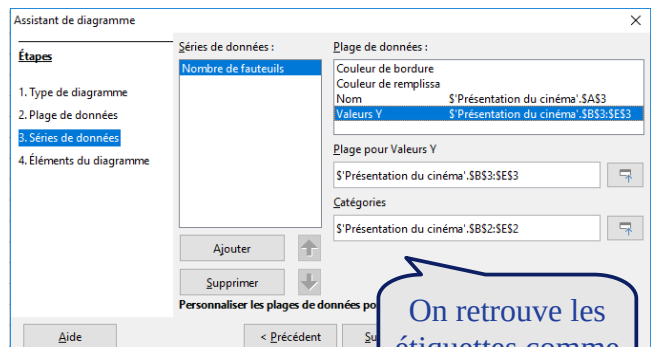 Assistant de diagramme
Étapes
1. Type de diagramme
2. Plage de données
3. Séries de données
4. Éléments du diagramme
Séries de données :
Nombre de fauteuils
Ajouter
Supprimer
Plage de données :
Couleur de bordure
Couleur de remplissa
Nom $'Présentation du cinéma'.$A$3
Valeurs Y $'Présentation du cinéma'.$B$3:$E$3
Plage pour Valeurs Y
$'Présentation du cinéma'.$B$3:$E$3
Catégories
$'Présentation du cinéma'.$B$2:$E$2
Personnaliser les plages de données po
Aide
< Précédent
Su
On retrouve les
étiquettes comme